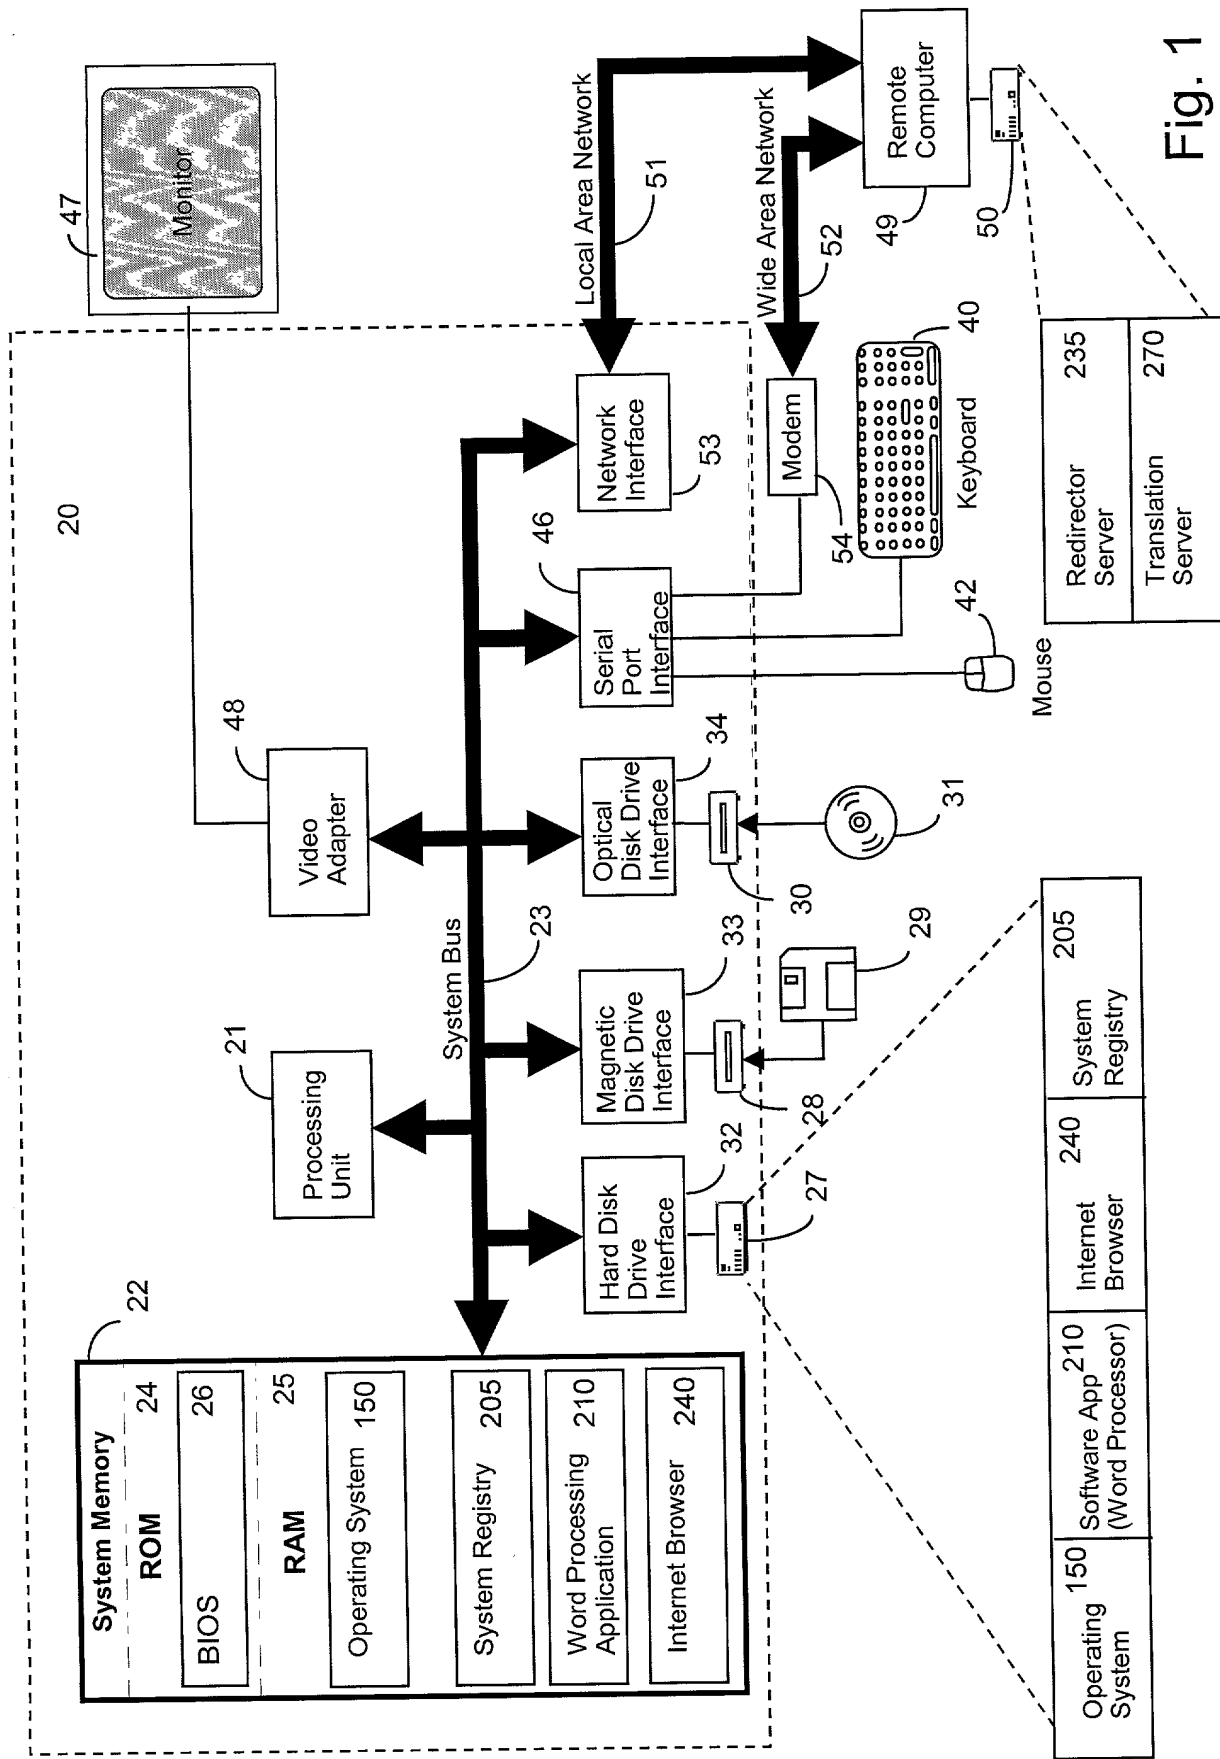 System Memory
ROM
24
BIOS
26
RAM
25
Operating System 150
System Registry 205
Word Processing
Application
210
Internet Browser 240
22
Processing
Unit
21
Video
Adapter
48
20
47
Monitor
System Bus
23
Hard Disk
Drive
Interface
32
Magnetic
Disk Drive
Interface
33
Optical
Disk Drive
Interface
34
Serial
Port
Interface
46
Network
Interface
53
Local Area Network
51
27
28
30
29
31
Modem
54
Wide Area Network
52
Mouse
42
Keyboard
40
Remote
Computer
49
50
Operating
System
150
Software App
(Word Processor)
210
Internet
Browser
240
System
Registry
205
Redirector
Server
235
Translation
Server
270
Fig. 1